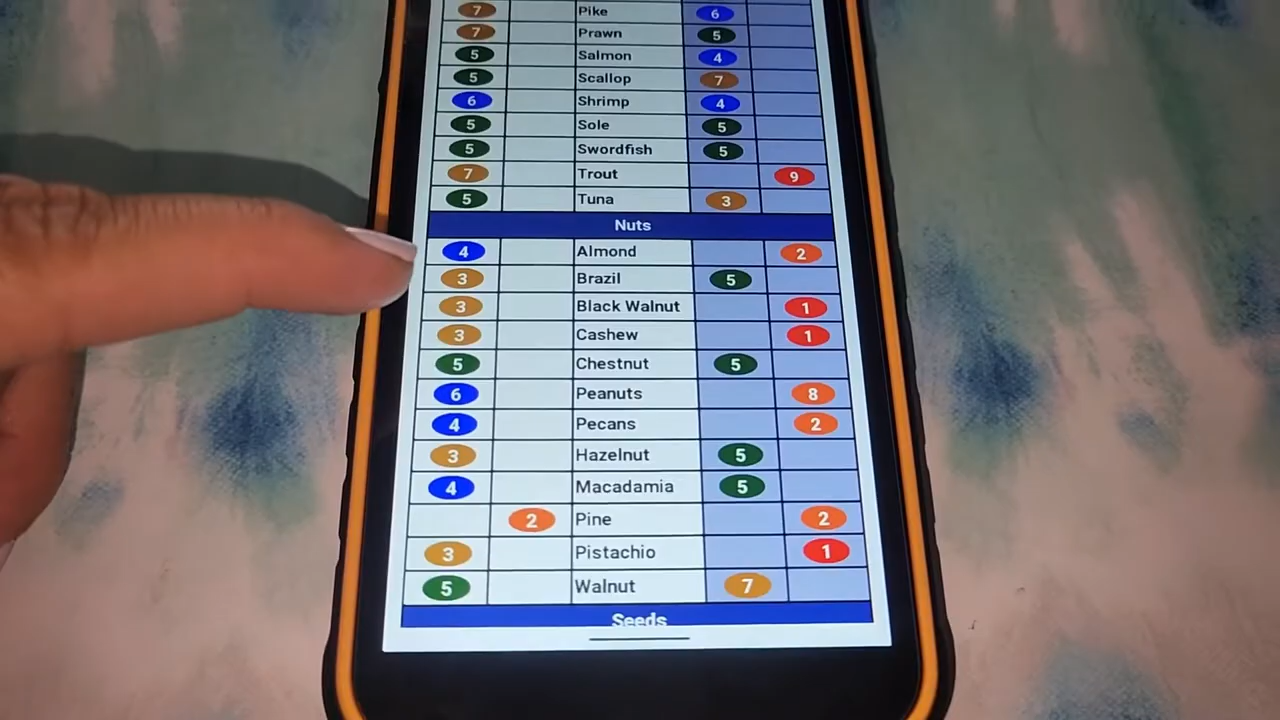 7 Pike 6
7 Prawn 5
5 Salmon 4
5 Scallop 7
6 Shrimp 4
5 Sole 5
5 Swordfish 5
7 Trout 9
5 Tuna 3
Nuts
4 Almond 2
3 Brazil 5
3 Black Walnut 1
3 Cashew 1
5 Chestnut 5
6 Peanuts 8
4 Pecans 2
3 Hazelnut 5
4 Macadamia 5
2 Pine 2
3 Pistachio 1
5 Walnut 7
Seeds